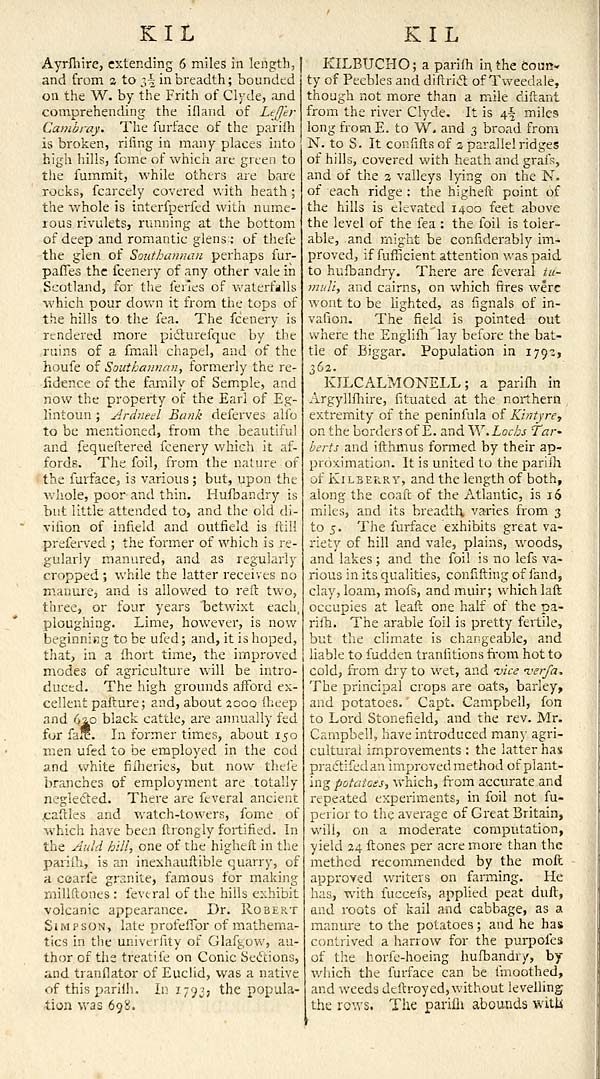 KIL
Ayrſhire, extending 6 miles in length,
and from 2 to 3½ in breadth; bounded
on the W. by the Frith of Clyde, and
comprehending the iſland of Leſſer
Cambray. The ſurface of the pariſh
is broken, riſing in many places into
high hills, ſome of which are green to
the ſummit, while others are bare
rocks, ſcarcely covered with heath;
the whole is interſperſed with nume-
rous rivulets, running at the bottom
of deep and romantic glens: of theſe
the glen of Southannan perhaps ſur-
paſſes the ſcenery of any other vale in
Scotland, for the ſeries of waterfalls
which pour down it from the tops of
the hills to the ſea. The ſcenery is
rendered more pictureſque by the
ruins of a ſmall chapel, and of the
houſe of Southannan, formerly the re-
ſidence of the family of Semple, and
now the property of the Earl of Eg-
lintoun; Ardneel Bank deſerves alſo
to be mentioned, from the beautiful
and ſequeſtered ſcenery which it af-
fords. The ſoil, from the nature of
the ſurface, is various; but, upon the
whole, poor and thin. Huſbandry is
but little attended to, and the old di-
viſion of infield and outfield is ſtill
preſerved; the former of which is re-
gularly manured, and as regularly
cropped; while the latter receives no
manure, and is allowed to reſt two,
three, or four years betwixt each
ploughing. Lime, however, is now
beginning to be uſed; and, it is hoped,
that, in a ſhort time, the improved
modes of agriculture will be intro-
duced. The high grounds afford ex-
cellent paſture; and, about 2000 ſheep
and 620 black cattle, are annually fed
for ſale. In former times, about 150
men uſed to be employed in the cod
and white fiſheries, but now theſe
branches of employment are totally
neglected. There are ſeveral ancient
caſtles and watch-towers, ſome of
which have been ſtrongly fortified. In
the Auld hill, one of the higheſt in the
pariſh, is an inexhauſtible quarry, of
a coarſe granite, famous for making
millſtones: ſeveral of the hills exhibit
volcanic appearance. Dr. ROBERT
SIMPSON, late profeſſor of mathema-
tics in the univerſity of Glaſgow, au-
thor of the treatiſe on Conic Sections,
and tranſlator of Euclid, was a native
of this pariſh. In 1793, the popula-
tion was 698.
KIL
KILBUCHO; a pariſh in the coun-
ty of Peebles and diſtrict of Tweedale,
though not more than a mile diſtant
from the river Clyde. It is 4½ miles
long from E. to W. and 3 broad from
N. to S. It conſiſts of 2 parallel ridges
of hills, covered with heath and graſs,
and of the 2 valleys lying on the N.
of each ridge: the higheſt point of
the hills is elevated 1400 feet above
the level of the ſea: the ſoil is toler-
able, and might be conſiderably im-
proved, if ſufficient attention was paid
to huſbandry. There are ſeveral tu-
muli, and cairns, on which fires were
wont to be lighted, as ſignals of in-
vaſion. The field is pointed out
where the Engliſh lay before the bat-
tle of Biggar. Population in 1792,
362.
KILCALMONELL; a pariſh in
Argyllſhire, ſituated at the northern
extremity of the peninſula of Kintyre,
on the borders of E. and W. Lochs Tar-
berts and iſthmus formed by their ap-
proximation. It is united to the pariſh
of KILBERRY, and the length of both,
along the coaſt of the Atlantic, is 16
miles, and its breadth varies from 3
to 5. The ſurface exhibits great va-
riety of hill and vale, plains, woods,
and lakes; and the ſoil is no leſs va-
rious in its qualities, conſiſting of ſand,
clay, loam, moſs, and muir; which laſt
occupies at leaſt one half of the pa-
riſh. The arable ſoil is pretty fertile,
but the climate is changeable, and
liable to ſudden tranſitions from hot to
cold, from dry to wet, and vice verſa.
The principal crops are oats, barley,
and potatoes. Capt. Campbell, ſon
to Lord Stonefield, and the rev. Mr.
Campbell, have introduced many agri-
cultural improvements: the latter has
practiſed an improved method of plant-
ing potatoes, which, from accurate and
repeated experiments, in ſoil not ſu-
perior to the average of Great Britain,
will, on a moderate computation,
yield 24 ſtones per acre more than the
method recommended by the moſt
approved writers on farming. He
has, with ſucceſs, applied peat duſt,
and roots of kail and cabbage, as a
manure to the potatoes; and he has
contrived a harrow for the purpoſes
of the horſe-hoeing huſbandry, by
which the ſurface can be ſmoothed,
and weeds deſtroyed, without levelling
the rows. The pariſh abounds with